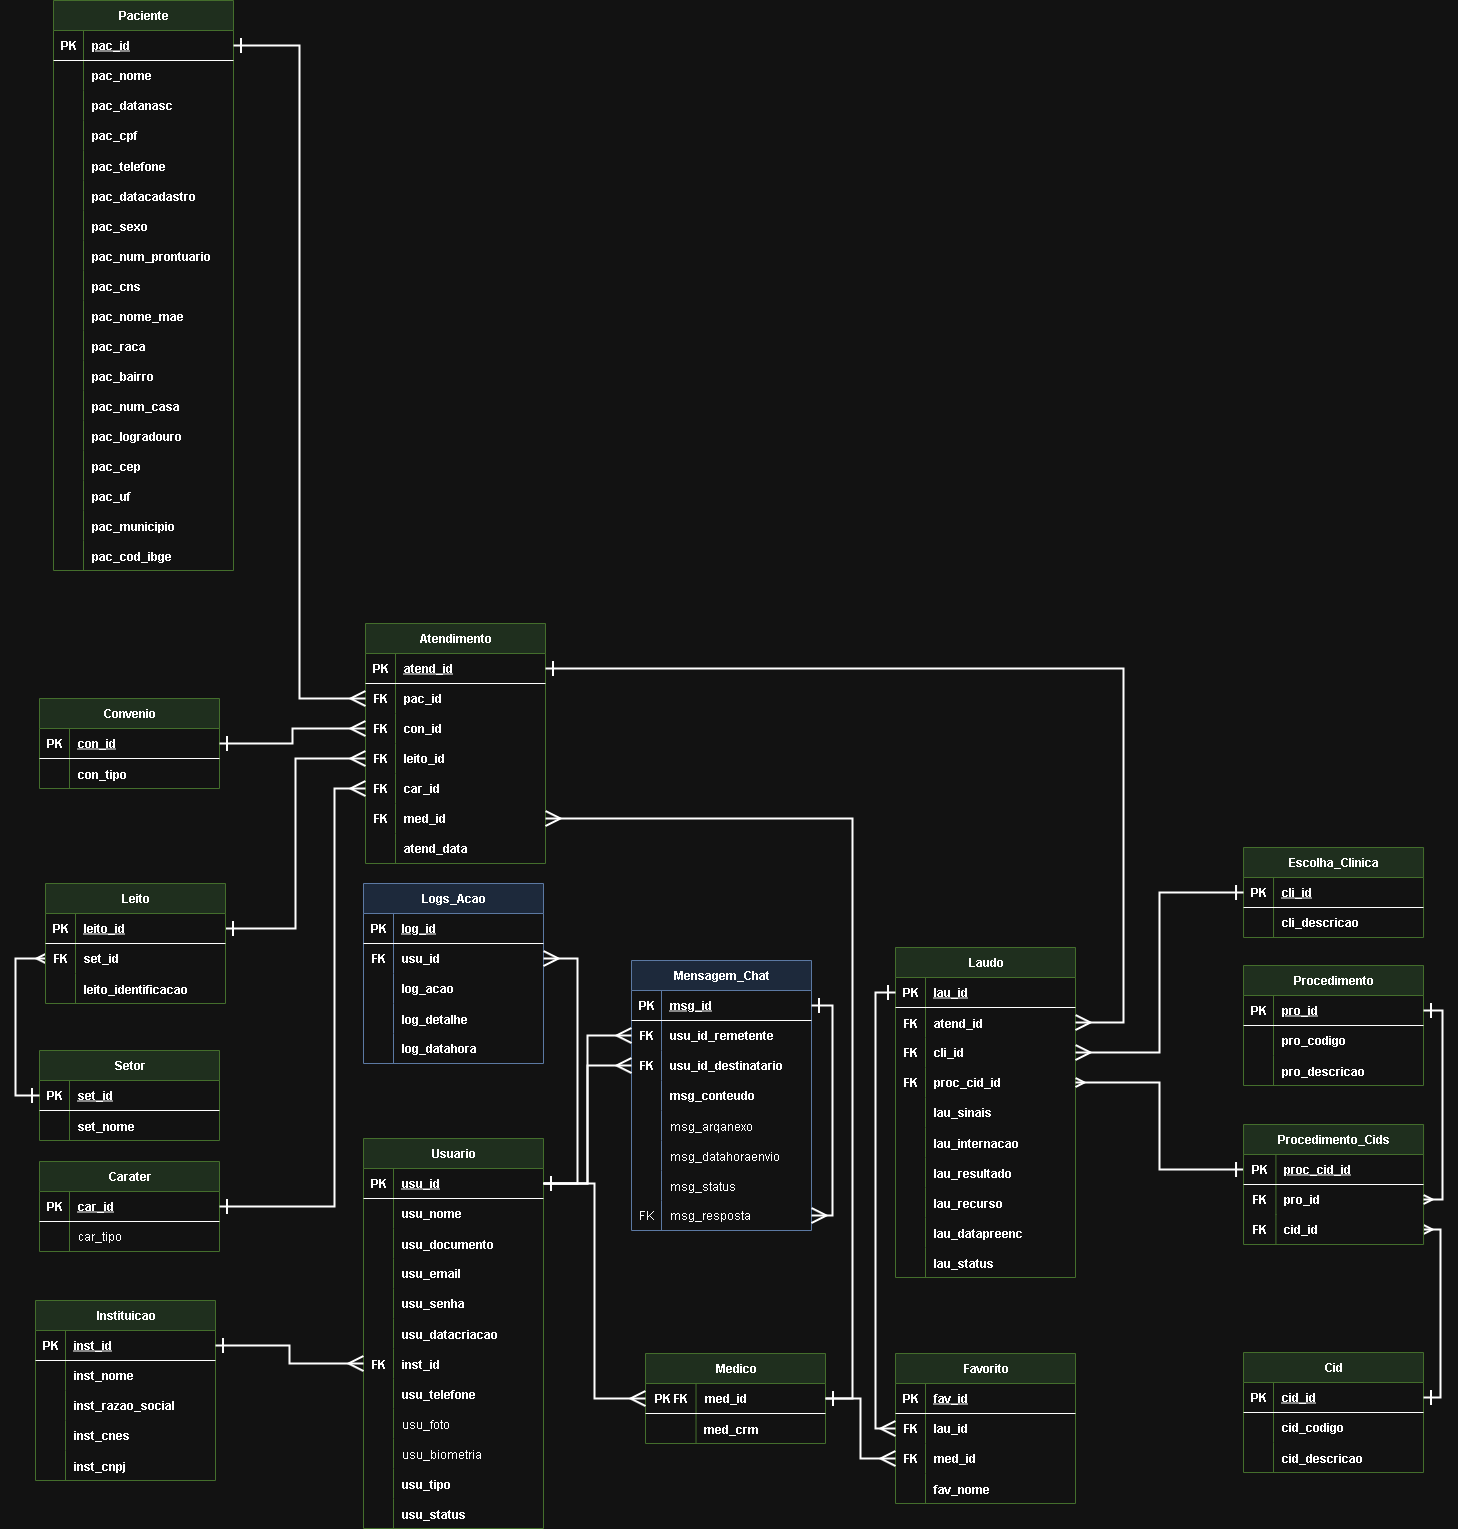 Paciente
PK pac_id
pac_nome
pac_datanasc
pac_cpf
pac_telefone
pac_datacadastro
pac_sexo
pac_num_prontuario
pac_cns
pac_nome_mae
pac_raca
pac_bairro
pac_num_casa
pac_logradouro
pac_cep
pac_uf
pac_municipio
pac_cod_ibge
Atendimento
PK atend_id
FK pac_id
FK con_id
FK leito_id
FK car_id
FK med_id
atend_data
Convenio
PK con_id
con_tipo
Leito
PK leito_id
FK set_id
leito_identificacao
Setor
PK set_id
set_nome
Carater
PK car_id
car_tipo
Instituicao
PK inst_id
inst_nome
inst_razao_social
inst_cnes
inst_cnpj
Logs_Acao
PK log_id
FK usu_id
log_acao
log_detalhe
log_datahora
Usuario
PK usu_id
usu_nome
usu_documento
usu_email
usu_senha
usu_datacriacao
FK inst_id
usu_telefone
usu_foto
usu_biometria
usu_tipo
usu_status
Mensagem_Chat
PK msg_id
FK usu_id_remetente
FK usu_id_destinatario
msg_conteudo
msg_arqanexo
msg_datahoraenvio
msg_status
FK msg_resposta
Medico
PK FK med_id
med_crm
Laudo
PK lau_id
FK atend_id
FK cli_id
FK proc_cid_id
lau_sinais
lau_internacao
lau_resultado
lau_recurso
lau_datapreenc
lau_status
Favorito
PK fav_id
FK lau_id
FK med_id
fav_nome
Escolha_Clinica
PK cli_id
cli_descricao
Procedimento
PK pro_id
pro_codigo
pro_descricao
Procedimento_Cids
PK proc_cid_id
FK pro_id
FK cid_id
Cid
PK cid_id
cid_codigo
cid_descricao